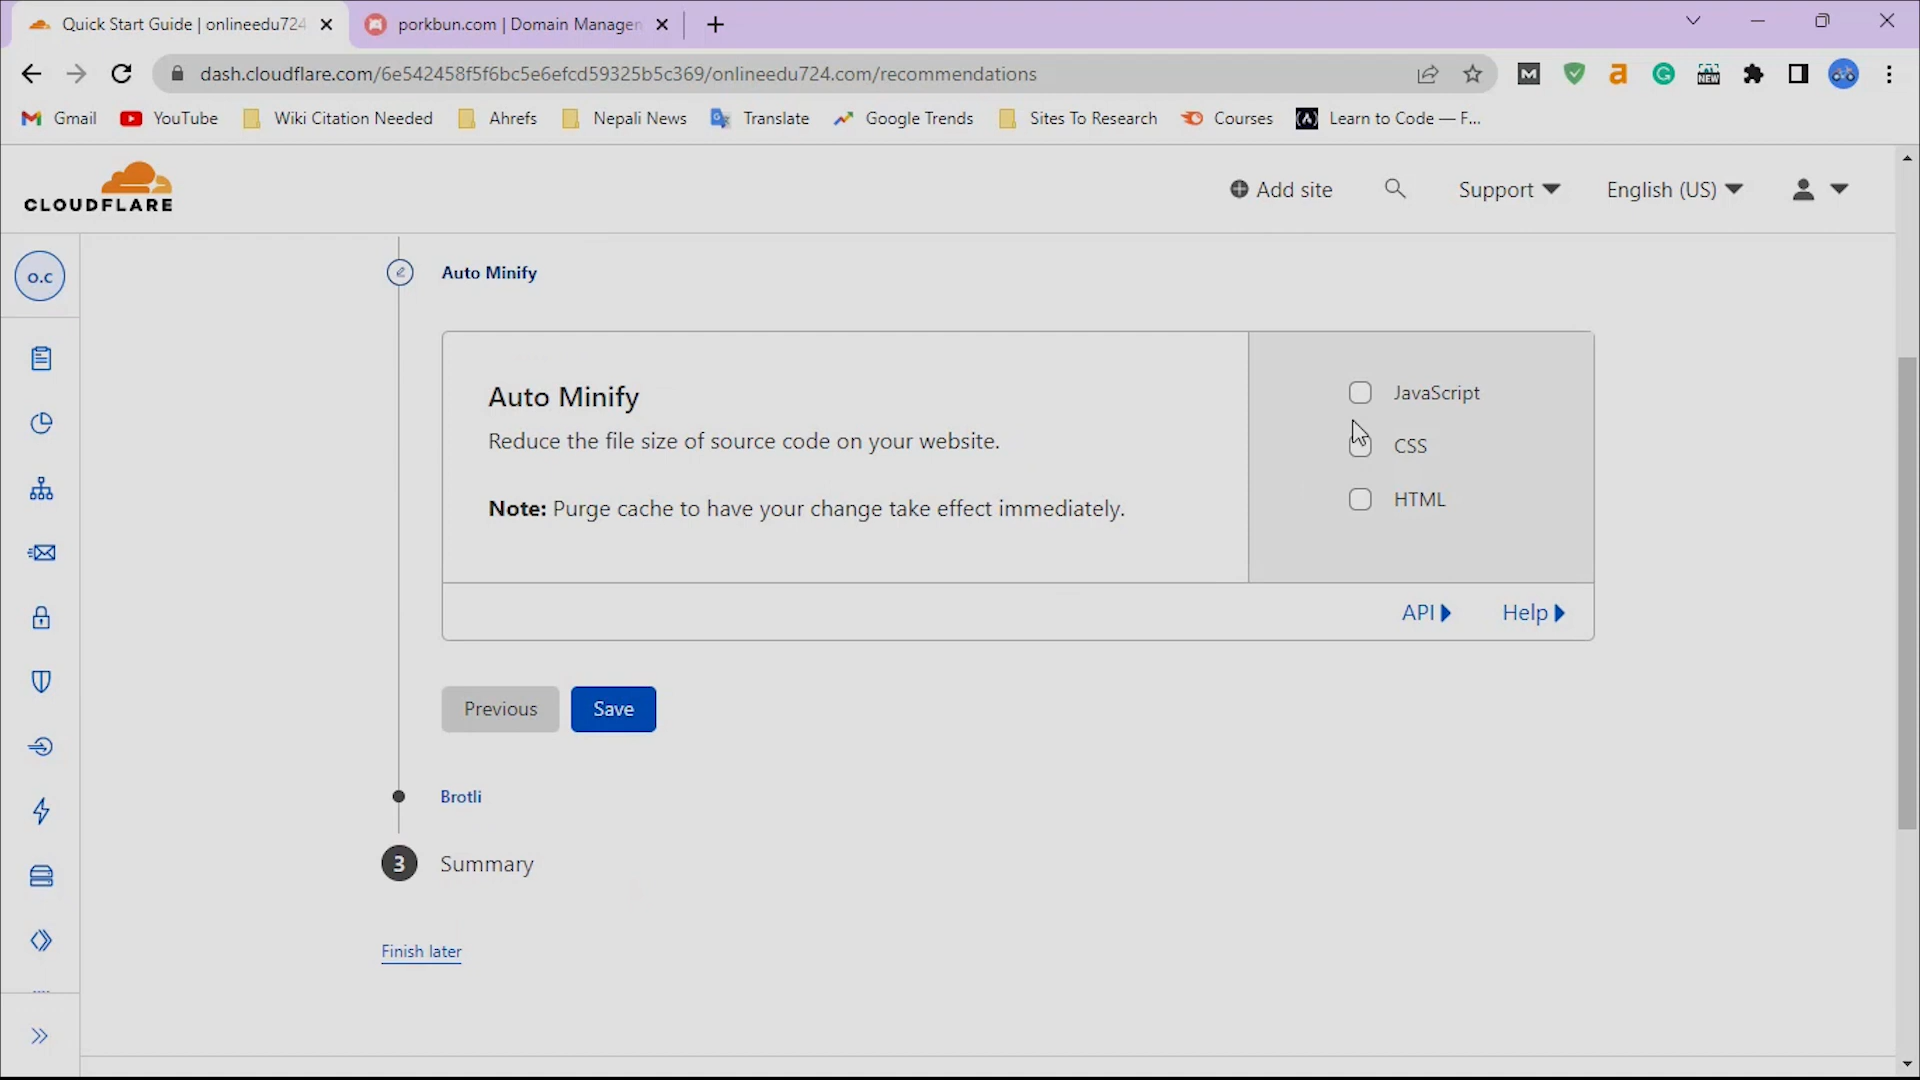 Quick Start Guide | onlineedu724
porkbun.com | Domain Managem
dash.cloudflare.com/6e542458f5f6bc5e6efcd59325b5c369/onlineedu724.com/recommendations
Gmail
YouTube
Wiki Citation Needed
Ahrefs
Nepali News
Translate
Google Trends
Sites To Research
Courses
Learn to Code — F...
CLOUDFLARE
Add site
Support
English (US)
o.c
Auto Minify
Auto Minify
Reduce the file size of source code on your website.
Note: Purge cache to have your change take effect immediately.
JavaScript
CSS
HTML
API
Help
Previous
Save
Brotli
3 Summary
Finish later